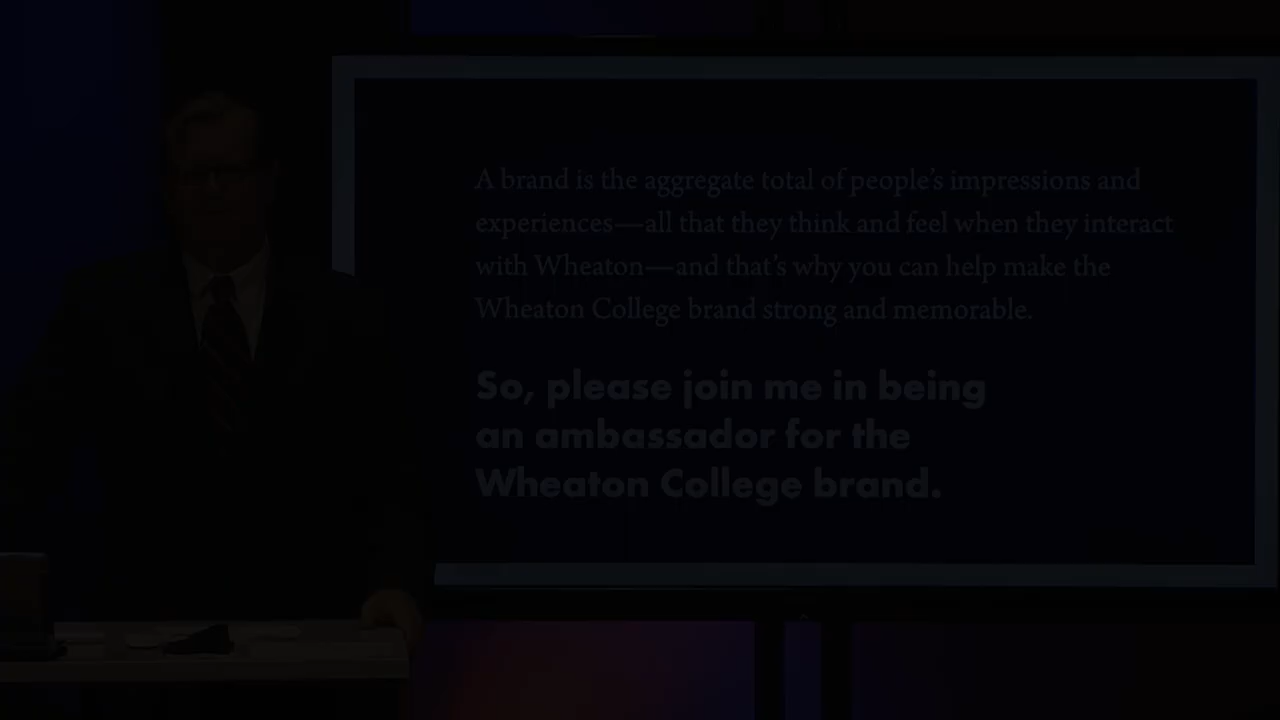 A brand is the aggregate total of people's impressions and
experiences—all that they think and feel when they interact
with Wheaton—and that's why you can help make the
Wheaton College brand strong and memorable.
So, please join me in being
an ambassador for the
Wheaton College brand.